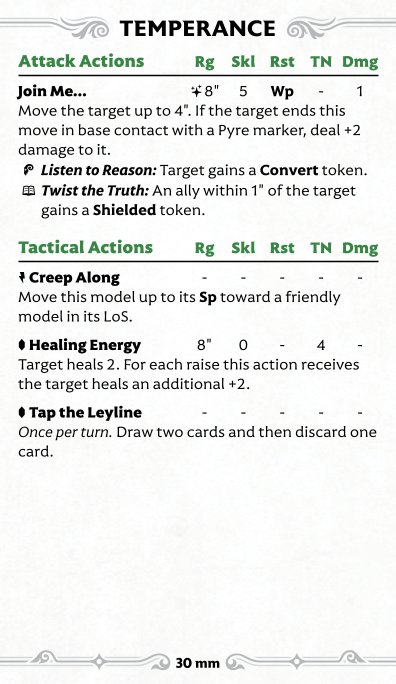 TEMPERANCE
Attack Actions Rg Skl Rst TN Dmg
Join Me... 8" 5 Wp - 1
Move the target up to 4". If the target ends this
move in base contact with a Pyre marker, deal +2
damage to it.
Listen to Reason: Target gains a Convert token.
Twist the Truth: An ally within 1" of the target
gains a Shielded token.
Tactical Actions Rg Skl Rst TN Dmg
Creep Along - - - - -
Move this model up to its Sp toward a friendly
model in its LoS.
Healing Energy 8" 0 - 4 -
Target heals 2. For each raise this action receives
the target heals an additional +2.
Tap the Leyline - - - - -
Once per turn. Draw two cards and then discard one
card.
30 mm